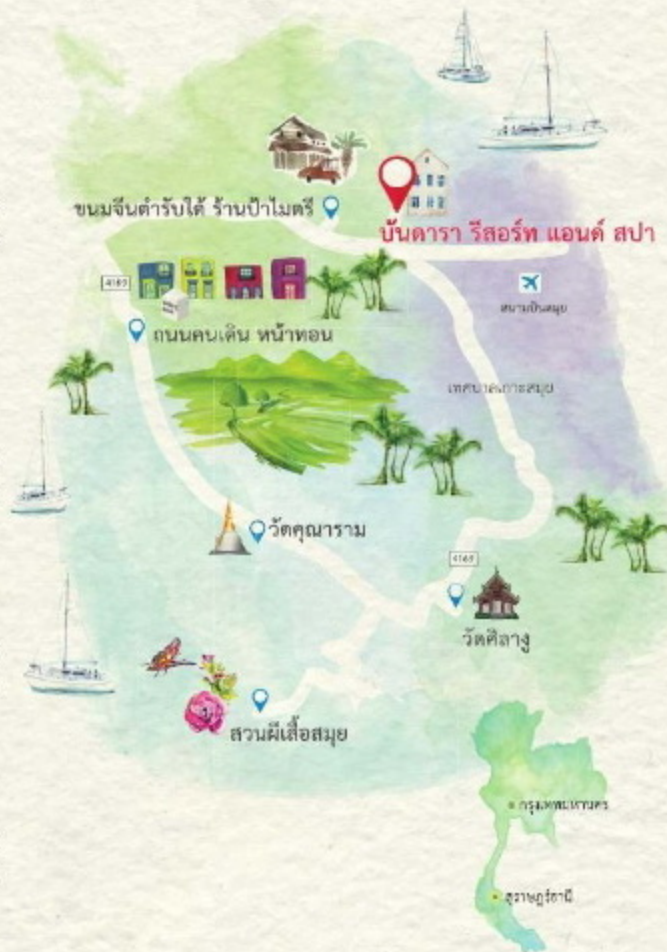 ขนมจีนตำรับใต้ ร้านป้าไมตรี
บันดารา รีสอร์ท แอนด์ สปา
4169
สนามบินสมุย
ถนนคนเดิน หน้าทอน
เทศบาลเกาะสมุย
วัดคุณาราม
4169
วัดศิลางู
สวนผีเสื้อสมุย
กรุงเทพมหานคร
สุราษฎร์ธานี